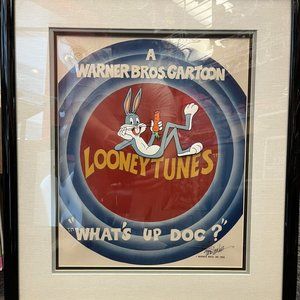 A
WARNER BROS. CARTOON
LOONEY TUNES
"WHAT'S UP DOC?"